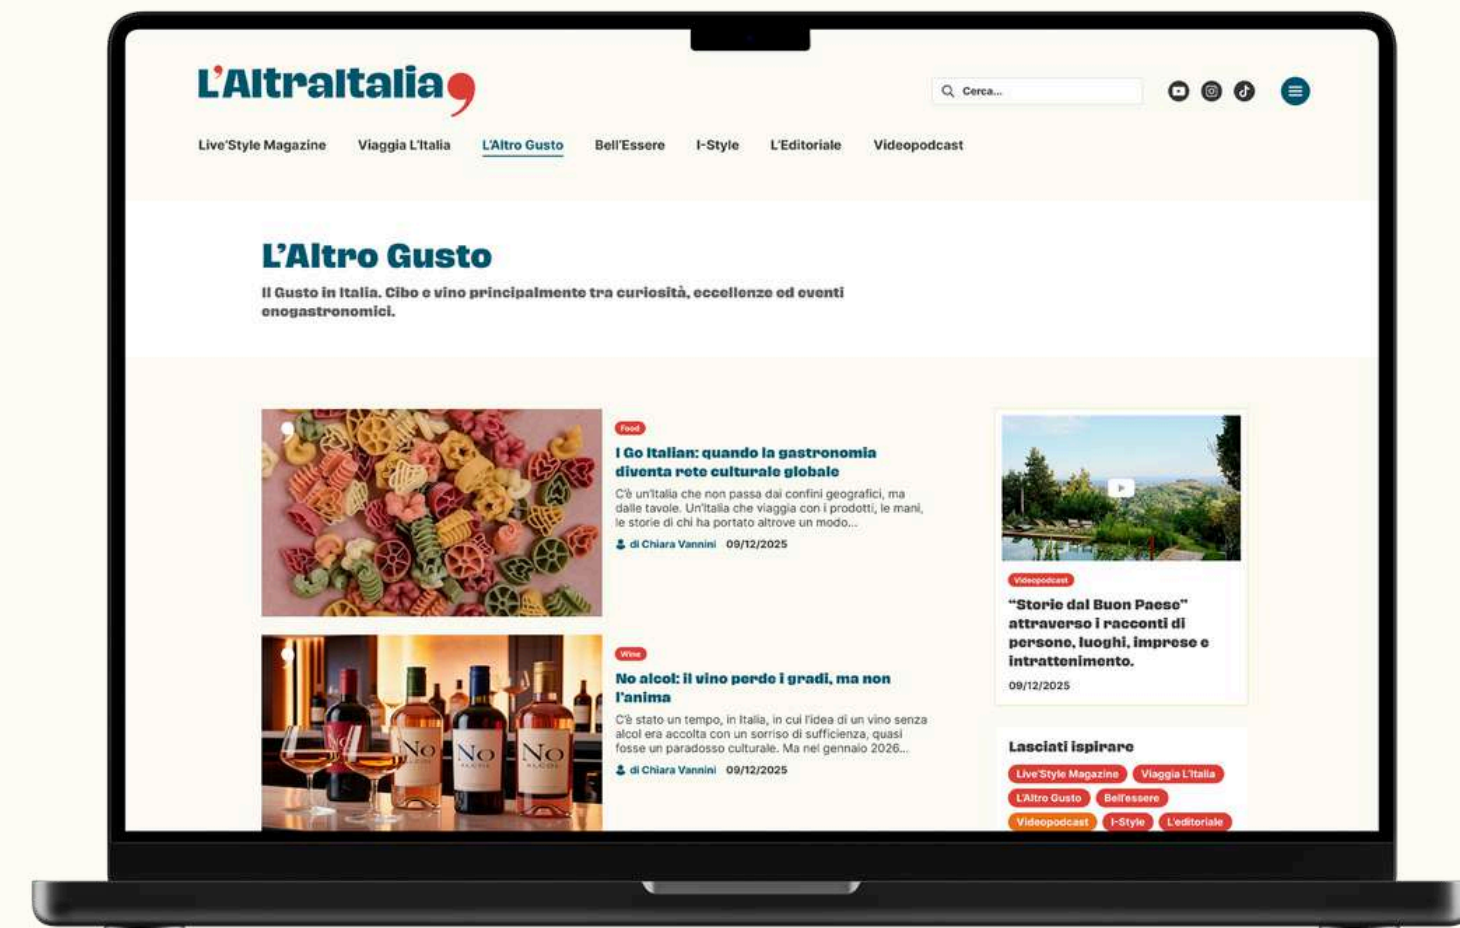 L'AltraItalia,
Cerca...
Live'Style Magazine
Viaggia L'Italia
L'Altro Gusto
Bell'Essere
I-Style
L'Editoriale
Videopodcast
L'Altro Gusto
Il Gusto in Italia. Cibo e vino principalmente tra curiosità, eccellenze ed eventi
enogastronomici.
Food
I Go Italian: quando la gastronomia
diventa rete culturale globale
C'è un'Italia che non passa dai confini geografici, ma
dalle tavole. Un'Italia che viaggia con i prodotti, le mani,
le storie di chi ha portato altrove un modo...
di Chiara Vannini 09/12/2025
Wine
No alcol: il vino perde i gradi, ma non
l'anima
C'è stato un tempo, in Italia, in cui l'idea di un vino senza
alcol era accolta con un sorriso di sufficienza, quasi
fosse un paradosso culturale. Ma nel gennaio 2026...
di Chiara Vannini 09/12/2025
No
No
ALCOL
No
ALCOL
No
ALCOL
Videopodcast
“Storie dal Buon Paese”
attraverso i racconti di
persone, luoghi, imprese e
intrattenimento.
09/12/2025
Lasciati ispirare
Live'Style Magazine
Viaggia L'Italia
L'Altro Gusto
Bell'essere
Videopodcast
I-Style
L'editoriale